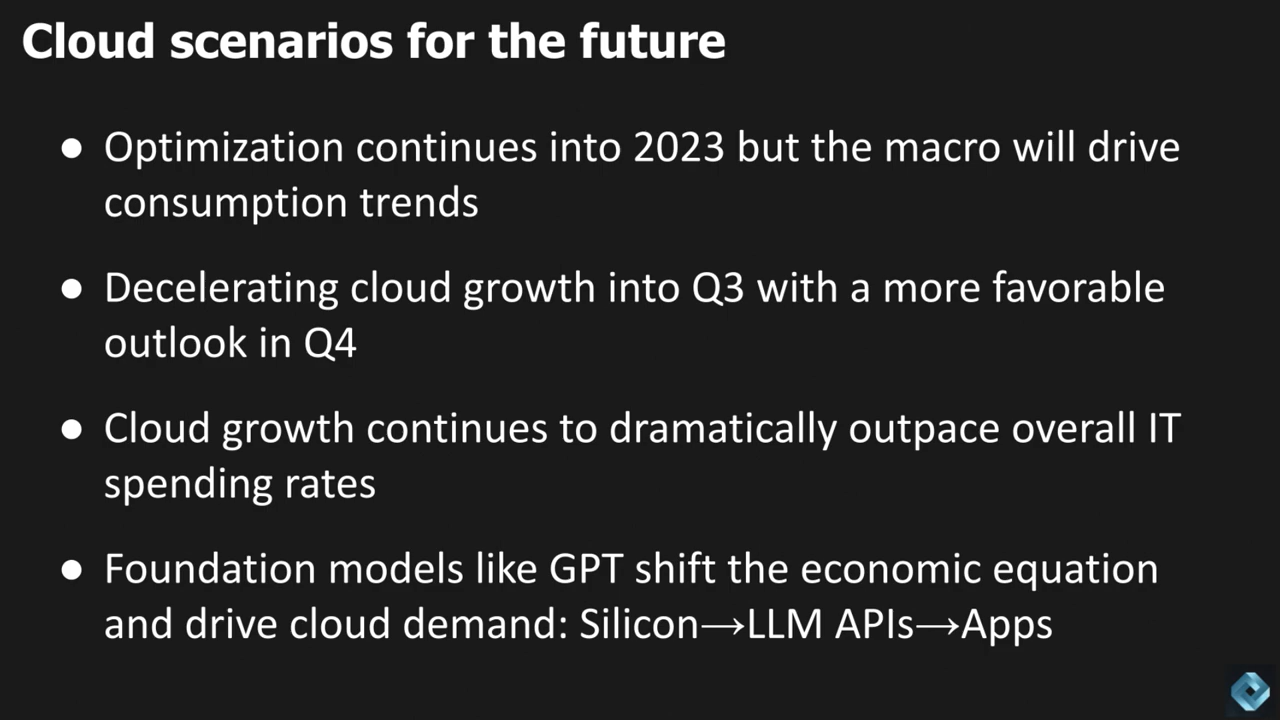 Cloud scenarios for the future
● Optimization continues into 2023 but the macro will drive
consumption trends
● Decelerating cloud growth into Q3 with a more favorable
outlook in Q4
● Cloud growth continues to dramatically outpace overall IT
spending rates
● Foundation models like GPT shift the economic equation
and drive cloud demand: Silicon→LLM APIs→Apps